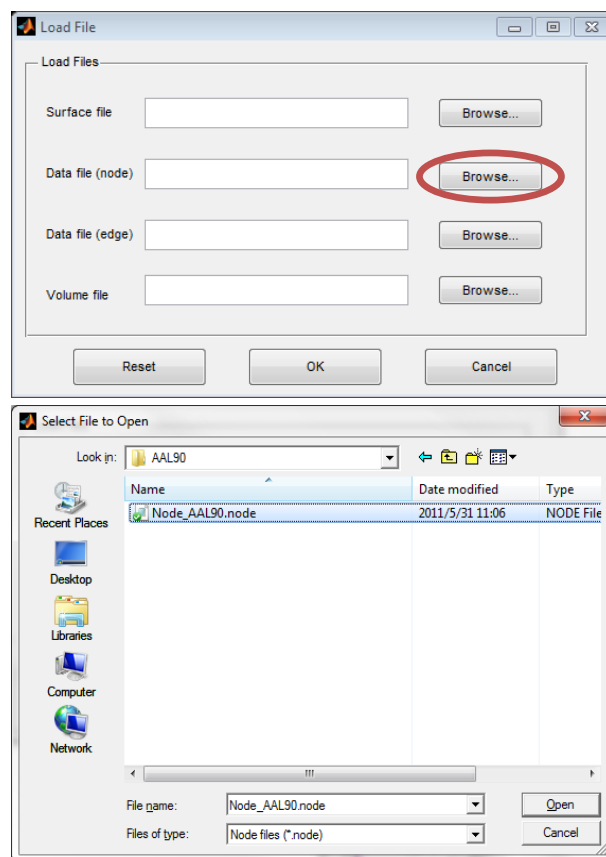 Load File
Load Files
Surface file
Browse...
Data file (node)
Browse...
Data file (edge)
Browse...
Volume file
Browse...
Reset OK Cancel
Select File to Open
Look in: AAL90
Name Date modified Type
Node_AAL90.node 2011/5/31 11:06 NODE File
Recent Places
Desktop
Libraries
Computer
Network
File name: Node_AAL90.node Open
Files of type: Node files (*.node) Cancel